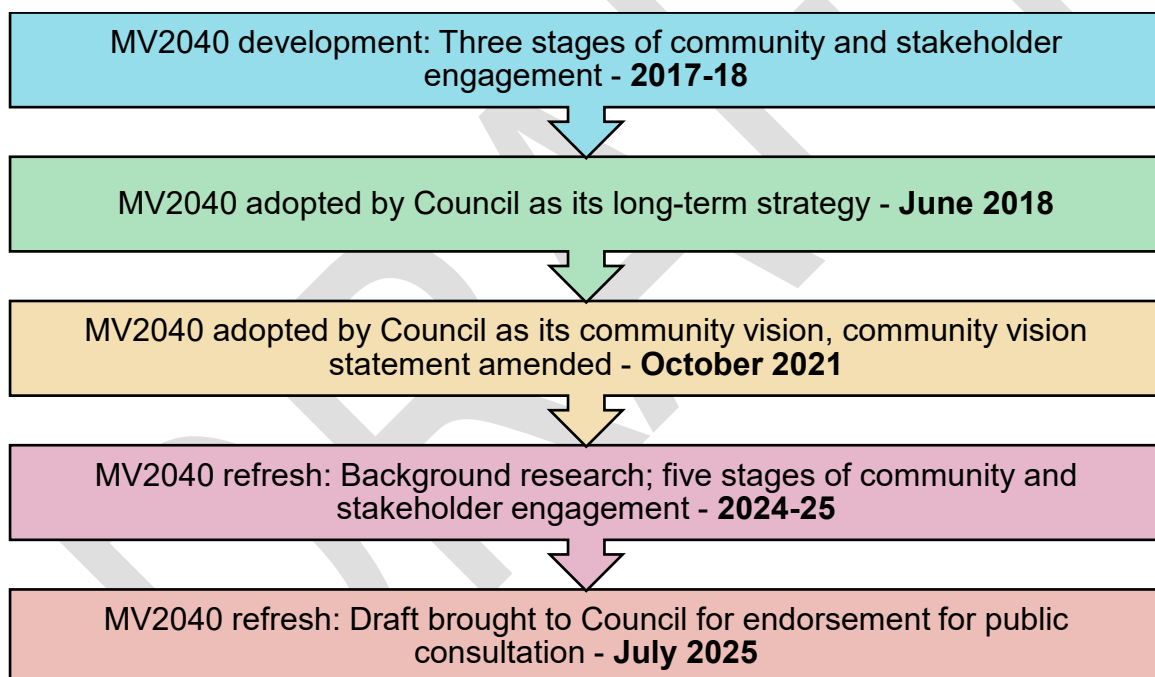 MV2040 development: Three stages of community and stakeholder
engagement - 2017-18
MV2040 adopted by Council as its long-term strategy - June 2018
MV2040 adopted by Council as its community vision, community vision
statement amended - October 2021
MV2040 refresh: Background research; five stages of community and
stakeholder engagement - 2024-25
MV2040 refresh: Draft brought to Council for endorsement for public
consultation - July 2025